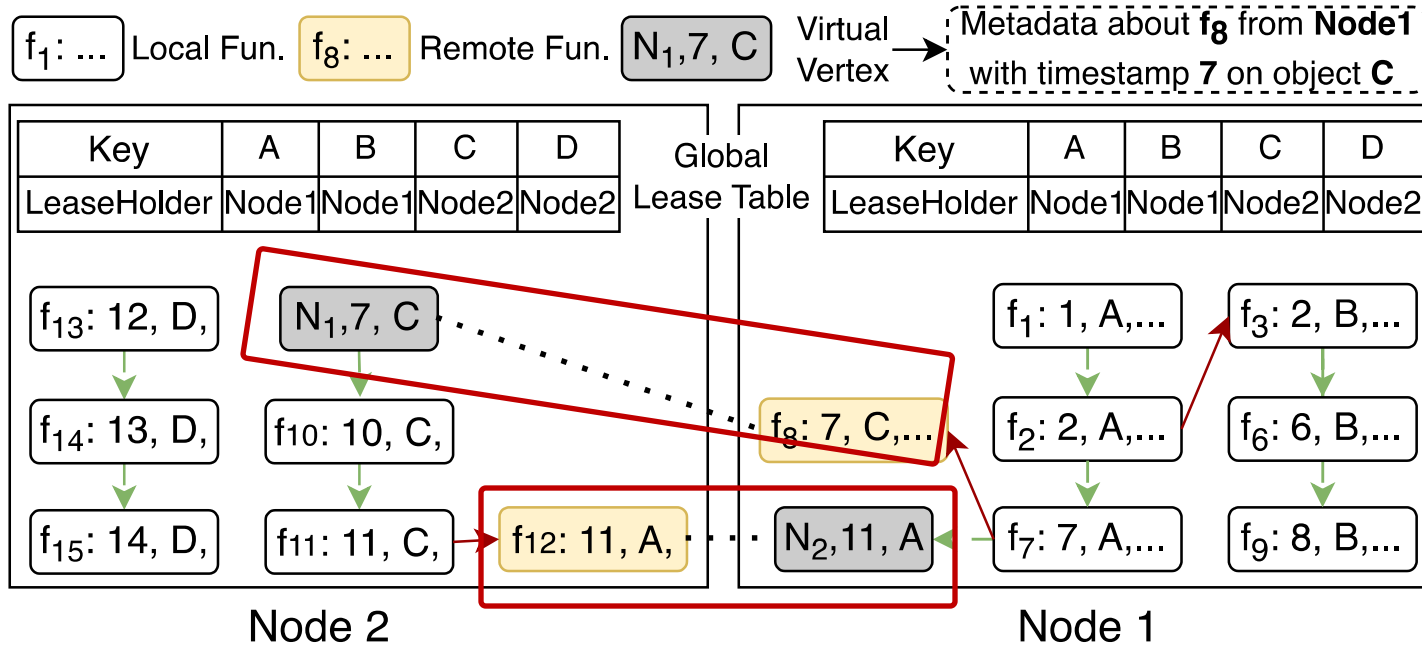 f1: ... Local Fun. f8: ... Remote Fun. N1,7, C Virtual Vertex
Metadata about f8 from Node1
with timestamp 7 on object C
Key A B C D
LeaseHolder Node1 Node1 Node2 Node2
Global
Lease Table
Key A B C D
LeaseHolder Node1 Node1 Node2 Node2
f13: 12, D,
N1,7, C
f14: 13, D,
f10: 10, C,
f15: 14, D,
f11: 11, C,
f12: 11, A,
f8: 7, C,...
N2,11, A
f1: 1, A,...
f3: 2, B,...
f2: 2, A,...
f6: 6, B,...
f7: 7, A,...
f9: 8, B,...
Node 2
Node 1